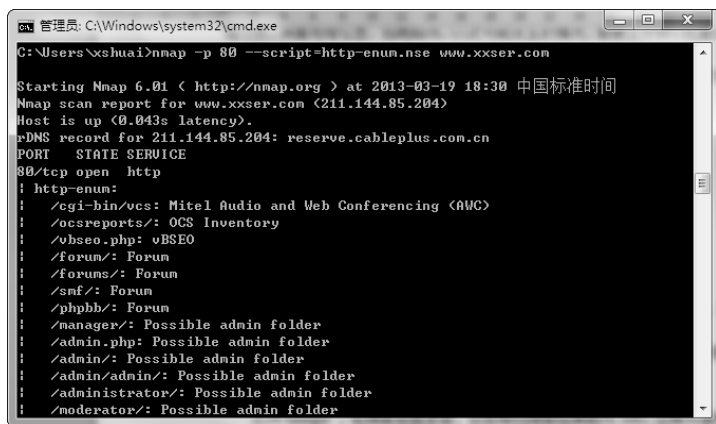 管理员: C:\Windows\system32\cmd.exe
C:\Users\xshuai>nmap -p 80 --script=http-enum.nse www.xxser.com
Starting Nmap 6.01 ( http://nmap.org ) at 2013-03-19 18:30 中国标准时间
Nmap scan report for www.xxser.com (211.144.85.204)
Host is up (0.043s latency).
rDNS record for 211.144.85.204: reserve.cableplus.com.cn
PORT   STATE SERVICE
80/tcp open  http
| http-enum:
|   /cgi-bin/vcs: Mitel Audio and Web Conferencing (AWC)
|   /ocsreports/: OCS Inventory
|   /vbseo.php: vBSEO
|   /forum/: Forum
|   /forums/: Forum
|   /smf/: Forum
|   /phpbb/: Forum
|   /manager/: Possible admin folder
|   /admin.php: Possible admin folder
|   /admin/: Possible admin folder
|   /admin/admin/: Possible admin folder
|   /administrator/: Possible admin folder
|   /moderator/: Possible admin folder